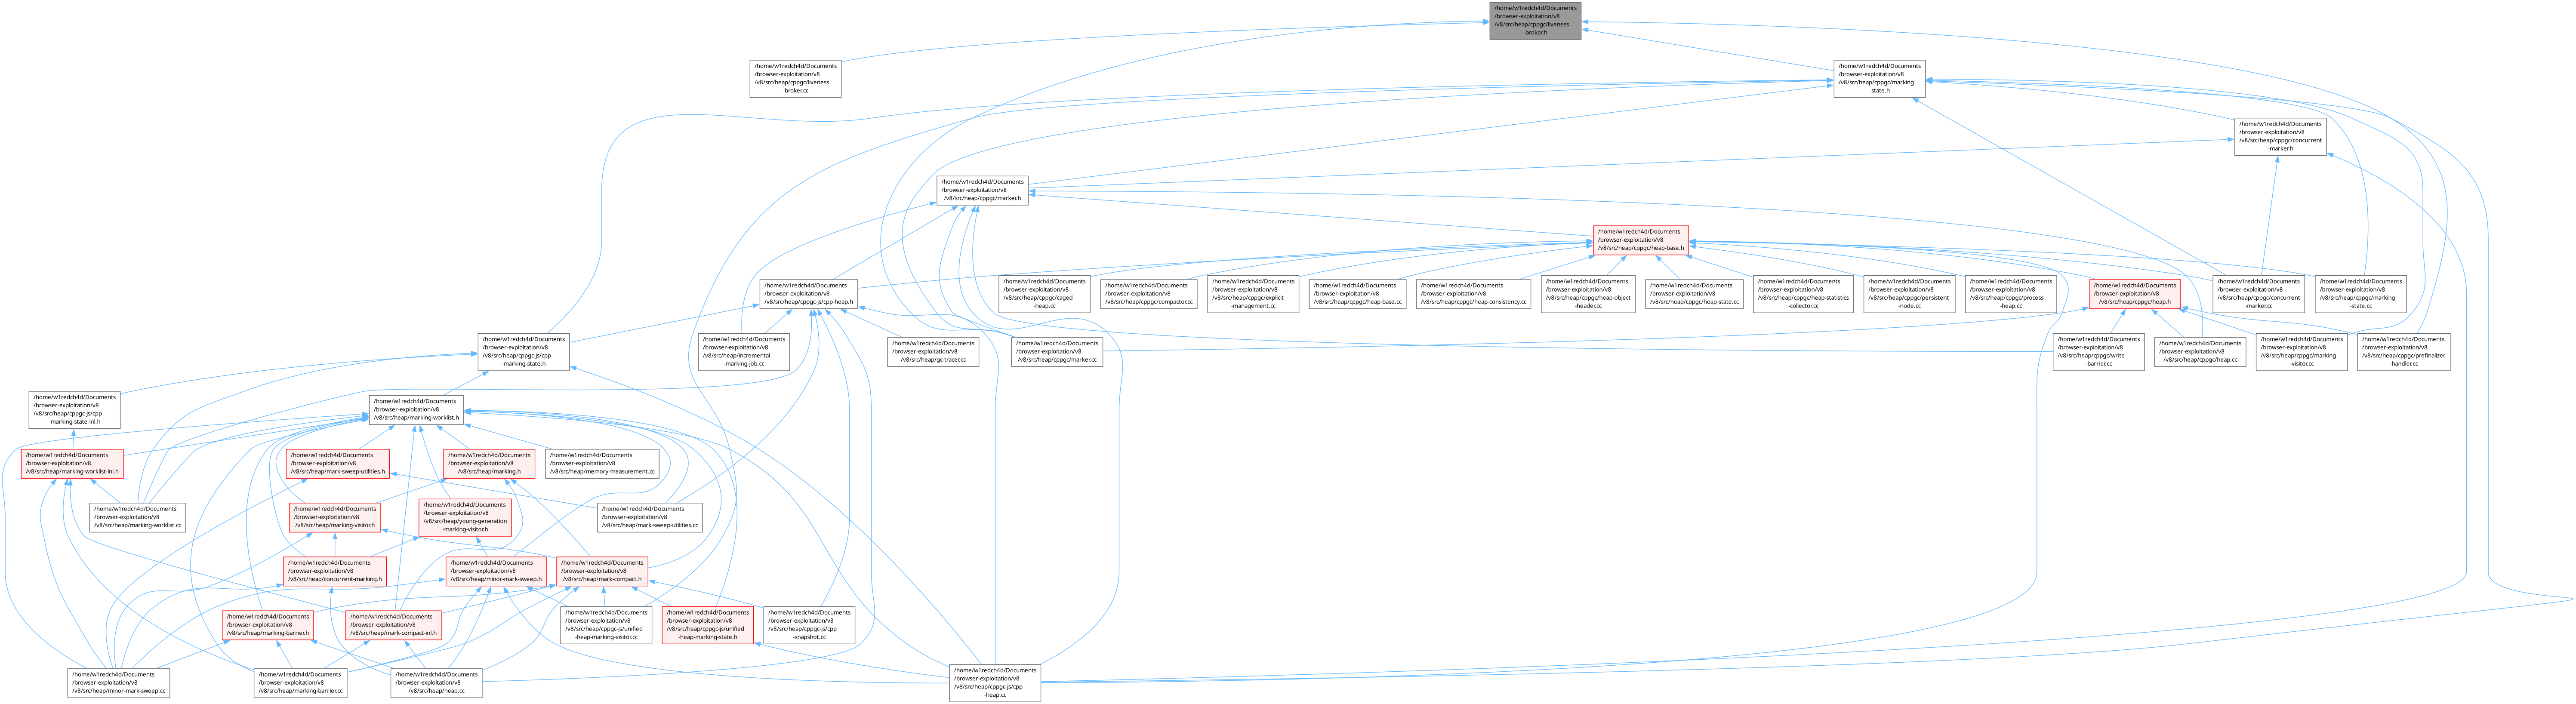 /home/w1redch4d/Documents
/browser-exploitation/v8
/v8/src/heap/cppgc/liveness
-broker.h
/home/w1redch4d/Documents
/browser-exploitation/v8
/v8/src/heap/cppgc/liveness
-broker.cc
/home/w1redch4d/Documents
/browser-exploitation/v8
/v8/src/heap/cppgc/marking
-state.h
/home/w1redch4d/Documents
/browser-exploitation/v8
/v8/src/heap/cppgc/concurrent
-marker.h
/home/w1redch4d/Documents
/browser-exploitation/v8
/v8/src/heap/cppgc/marker.h
/home/w1redch4d/Documents
/browser-exploitation/v8
/v8/src/heap/cppgc/heap-base.h
/home/w1redch4d/Documents
/browser-exploitation/v8
/v8/src/heap/cppgc-js/cpp-heap.h
/home/w1redch4d/Documents
/browser-exploitation/v8
/v8/src/heap/cppgc/caged
-heap.cc
/home/w1redch4d/Documents
/browser-exploitation/v8
/v8/src/heap/cppgc/compactor.cc
/home/w1redch4d/Documents
/browser-exploitation/v8
/v8/src/heap/cppgc/explicit
-management.cc
/home/w1redch4d/Documents
/browser-exploitation/v8
/v8/src/heap/cppgc/heap-base.cc
/home/w1redch4d/Documents
/browser-exploitation/v8
/v8/src/heap/cppgc/heap-consistency.cc
/home/w1redch4d/Documents
/browser-exploitation/v8
/v8/src/heap/cppgc/heap-object
-header.cc
/home/w1redch4d/Documents
/browser-exploitation/v8
/v8/src/heap/cppgc/heap-state.cc
/home/w1redch4d/Documents
/browser-exploitation/v8
/v8/src/heap/cppgc/heap-statistics
-collector.cc
/home/w1redch4d/Documents
/browser-exploitation/v8
/v8/src/heap/cppgc/persistent
-node.cc
/home/w1redch4d/Documents
/browser-exploitation/v8
/v8/src/heap/cppgc/process
-heap.cc
/home/w1redch4d/Documents
/browser-exploitation/v8
/v8/src/heap/cppgc/heap.h
/home/w1redch4d/Documents
/browser-exploitation/v8
/v8/src/heap/cppgc/concurrent
-marker.cc
/home/w1redch4d/Documents
/browser-exploitation/v8
/v8/src/heap/cppgc/marking
-state.cc
/home/w1redch4d/Documents
/browser-exploitation/v8
/v8/src/heap/cppgc-js/cpp
-marking-state.h
/home/w1redch4d/Documents
/browser-exploitation/v8
/v8/src/heap/incremental
-marking-job.cc
/home/w1redch4d/Documents
/browser-exploitation/v8
/v8/src/heap/gc-tracer.cc
/home/w1redch4d/Documents
/browser-exploitation/v8
/v8/src/heap/cppgc/marker.cc
/home/w1redch4d/Documents
/browser-exploitation/v8
/v8/src/heap/cppgc/write
-barrier.cc
/home/w1redch4d/Documents
/browser-exploitation/v8
/v8/src/heap/cppgc/heap.cc
/home/w1redch4d/Documents
/browser-exploitation/v8
/v8/src/heap/cppgc/marking
-visitor.cc
/home/w1redch4d/Documents
/browser-exploitation/v8
/v8/src/heap/cppgc/prefinalizer
-handler.cc
/home/w1redch4d/Documents
/browser-exploitation/v8
/v8/src/heap/cppgc-js/cpp
-marking-state-inl.h
/home/w1redch4d/Documents
/browser-exploitation/v8
/v8/src/heap/marking-worklist.h
/home/w1redch4d/Documents
/browser-exploitation/v8
/v8/src/heap/marking-worklist-inl.h
/home/w1redch4d/Documents
/browser-exploitation/v8
/v8/src/heap/mark-sweep-utilities.h
/home/w1redch4d/Documents
/browser-exploitation/v8
/v8/src/heap/marking.h
/home/w1redch4d/Documents
/browser-exploitation/v8
/v8/src/heap/memory-measurement.cc
/home/w1redch4d/Documents
/browser-exploitation/v8
/v8/src/heap/marking-worklist.cc
/home/w1redch4d/Documents
/browser-exploitation/v8
/v8/src/heap/marking-visitor.h
/home/w1redch4d/Documents
/browser-exploitation/v8
/v8/src/heap/young-generation
-marking-visitor.h
/home/w1redch4d/Documents
/browser-exploitation/v8
/v8/src/heap/mark-sweep-utilities.cc
/home/w1redch4d/Documents
/browser-exploitation/v8
/v8/src/heap/concurrent-marking.h
/home/w1redch4d/Documents
/browser-exploitation/v8
/v8/src/heap/minor-mark-sweep.h
/home/w1redch4d/Documents
/browser-exploitation/v8
/v8/src/heap/mark-compact.h
/home/w1redch4d/Documents
/browser-exploitation/v8
/v8/src/heap/marking-barrier.h
/home/w1redch4d/Documents
/browser-exploitation/v8
/v8/src/heap/mark-compact-inl.h
/home/w1redch4d/Documents
/browser-exploitation/v8
/v8/src/heap/cppgc-js/unified
-heap-marking-visitor.cc
/home/w1redch4d/Documents
/browser-exploitation/v8
/v8/src/heap/cppgc-js/unified
-heap-marking-state.h
/home/w1redch4d/Documents
/browser-exploitation/v8
/v8/src/heap/cppgc-js/cpp
-snapshot.cc
/home/w1redch4d/Documents
/browser-exploitation/v8
/v8/src/heap/minor-mark-sweep.cc
/home/w1redch4d/Documents
/browser-exploitation/v8
/v8/src/heap/marking-barrier.cc
/home/w1redch4d/Documents
/browser-exploitation/v8
/v8/src/heap/heap.cc
/home/w1redch4d/Documents
/browser-exploitation/v8
/v8/src/heap/cppgc-js/cpp
-heap.cc